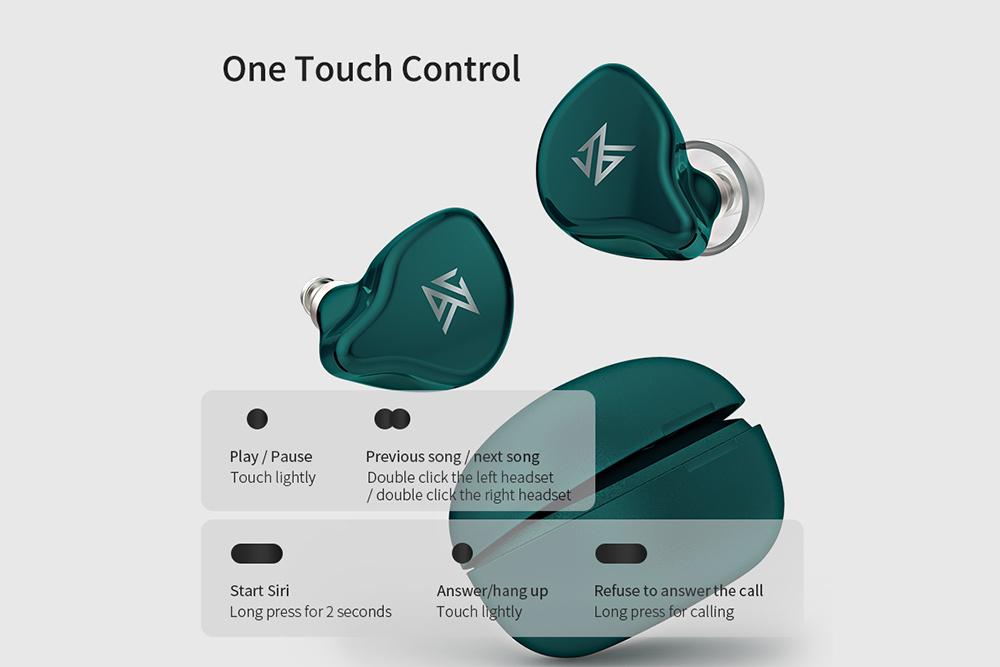 One Touch Control
Play / Pause
Touch lightly
Previous song / next song
Double click the left headset
/ double click the right headset
Start Siri
Long press for 2 seconds
Answer/hang up
Touch lightly
Refuse to answer the call
Long press for calling